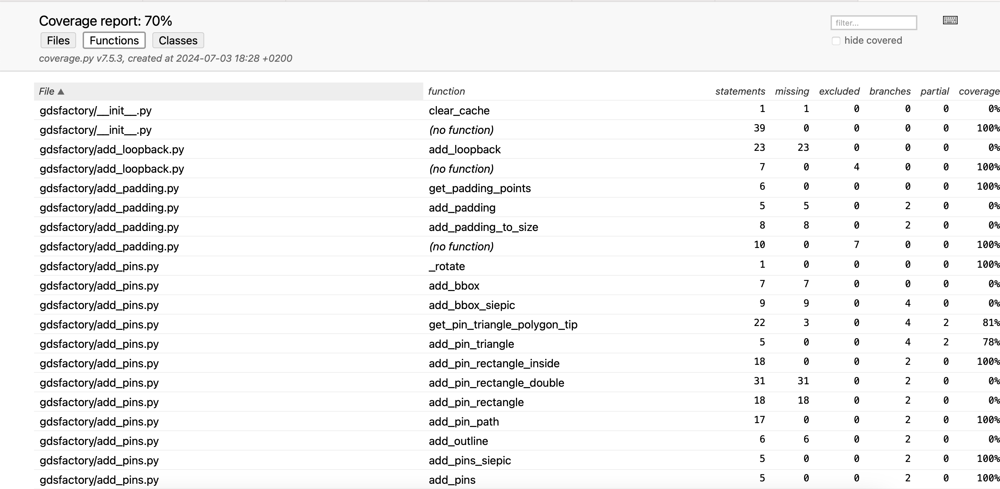 Coverage report: 70%
filter...
Files Functions Classes
hide covered
coverage.py v7.5.3, created at 2024-07-03 18:28 +0200
File ▲ function statements missing excluded branches partial coverage
gdsfactory/__init__.py clear_cache 1 1 0 0 0 0%
gdsfactory/__init__.py (no function) 39 0 0 0 0 100%
gdsfactory/add_loopback.py add_loopback 23 23 0 0 0 0%
gdsfactory/add_loopback.py (no function) 7 0 4 0 0 100%
gdsfactory/add_padding.py get_padding_points 6 0 0 0 0 100%
gdsfactory/add_padding.py add_padding 5 5 0 2 0 0%
gdsfactory/add_padding.py add_padding_to_size 8 8 0 2 0 0%
gdsfactory/add_padding.py (no function) 10 0 7 0 0 100%
gdsfactory/add_pins.py _rotate 1 0 0 0 0 100%
gdsfactory/add_pins.py add_bbox 7 7 0 0 0 0%
gdsfactory/add_pins.py add_bbox_siepic 9 9 0 4 0 0%
gdsfactory/add_pins.py get_pin_triangle_polygon_tip 22 3 0 4 2 81%
gdsfactory/add_pins.py add_pin_triangle 5 0 0 4 2 78%
gdsfactory/add_pins.py add_pin_rectangle_inside 18 0 0 2 0 100%
gdsfactory/add_pins.py add_pin_rectangle_double 31 31 0 2 0 0%
gdsfactory/add_pins.py add_pin_rectangle 18 18 0 2 0 0%
gdsfactory/add_pins.py add_pin_path 17 0 0 2 0 100%
gdsfactory/add_pins.py add_outline 6 6 0 2 0 0%
gdsfactory/add_pins.py add_pins_siepic 5 0 0 2 0 100%
gdsfactory/add_pins.py add_pins 5 0 0 2 0 100%